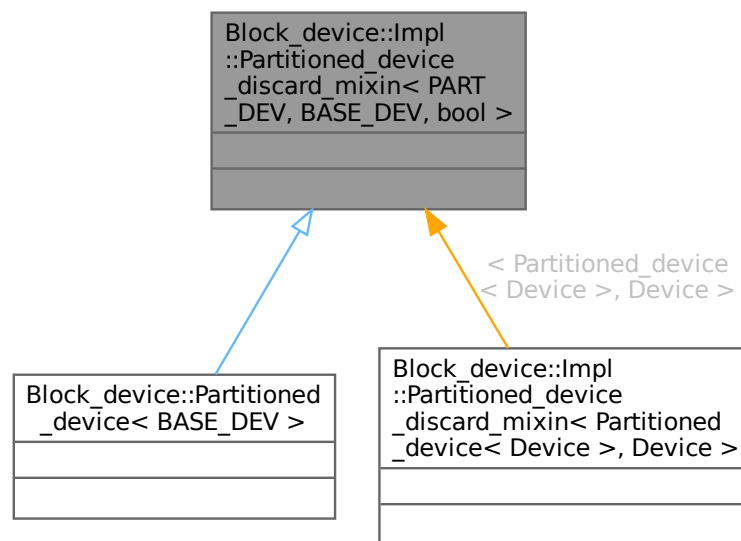 Block_device::Impl
::Partitioned_device
_discard_mixin< PART
_DEV, BASE_DEV, bool >
< Partitioned_device
< Device >, Device >
Block_device::Partitioned
_device< BASE_DEV >
Block_device::Impl
::Partitioned_device
_discard_mixin< Partitioned
_device< Device >, Device >